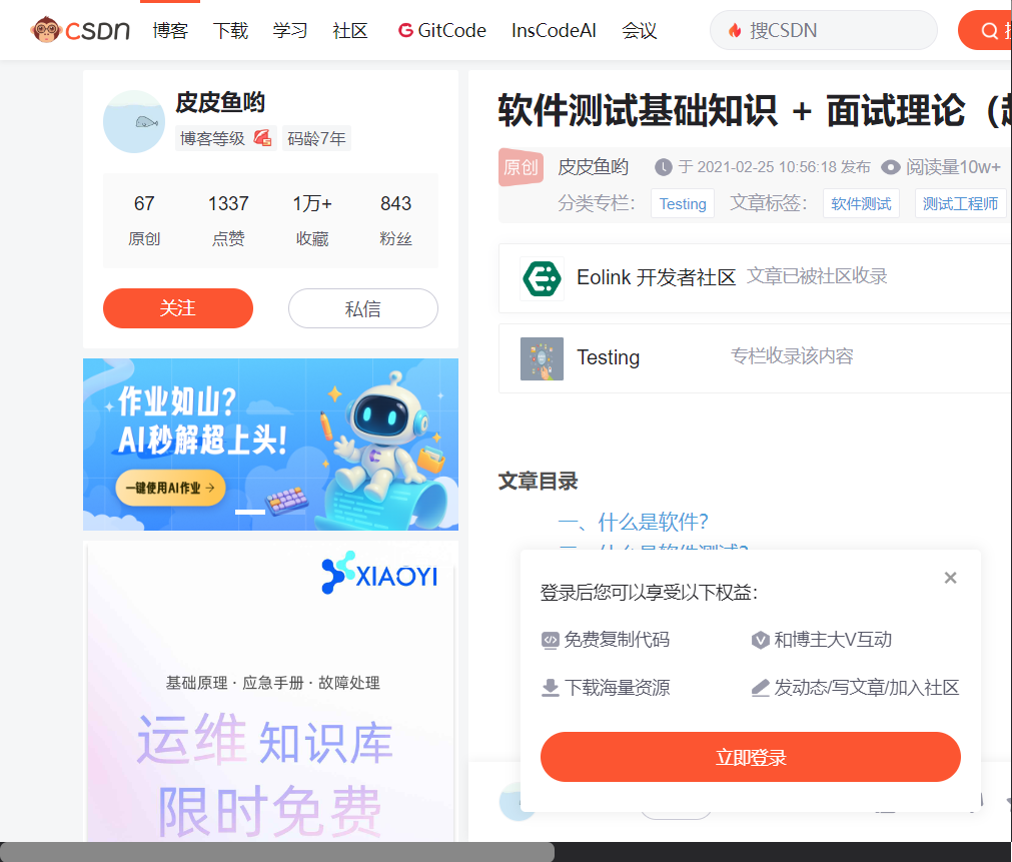 CSDN 博客 下载 学习 社区 GitCode InsCodeAI 会议 搜CSDN
皮皮鱼哟
博客等级 码龄7年
67 1337 1万+ 843
原创 点赞 收藏 粉丝
关注 私信
作业如山?
AI秒解超上头!
一键使用AI作业
XIAOYI
基础原理 · 应急手册 · 故障处理
运维 知识库
限时免费
软件测试基础知识 + 面试理论（
原创 皮皮鱼哟 于 2021-02-25 10:56:18 发布 阅读量10w+
分类专栏： Testing 文章标签： 软件测试 测试工程师
Eolink 开发者社区 文章已被社区收录
Testing 专栏收录该内容
文章目录
一、什么是软件?
二、什么是软件测试?
登录后您可以享受以下权益：
免费复制代码 和博主大V互动
下载海量资源 发动态/写文章/加入社区
立即登录